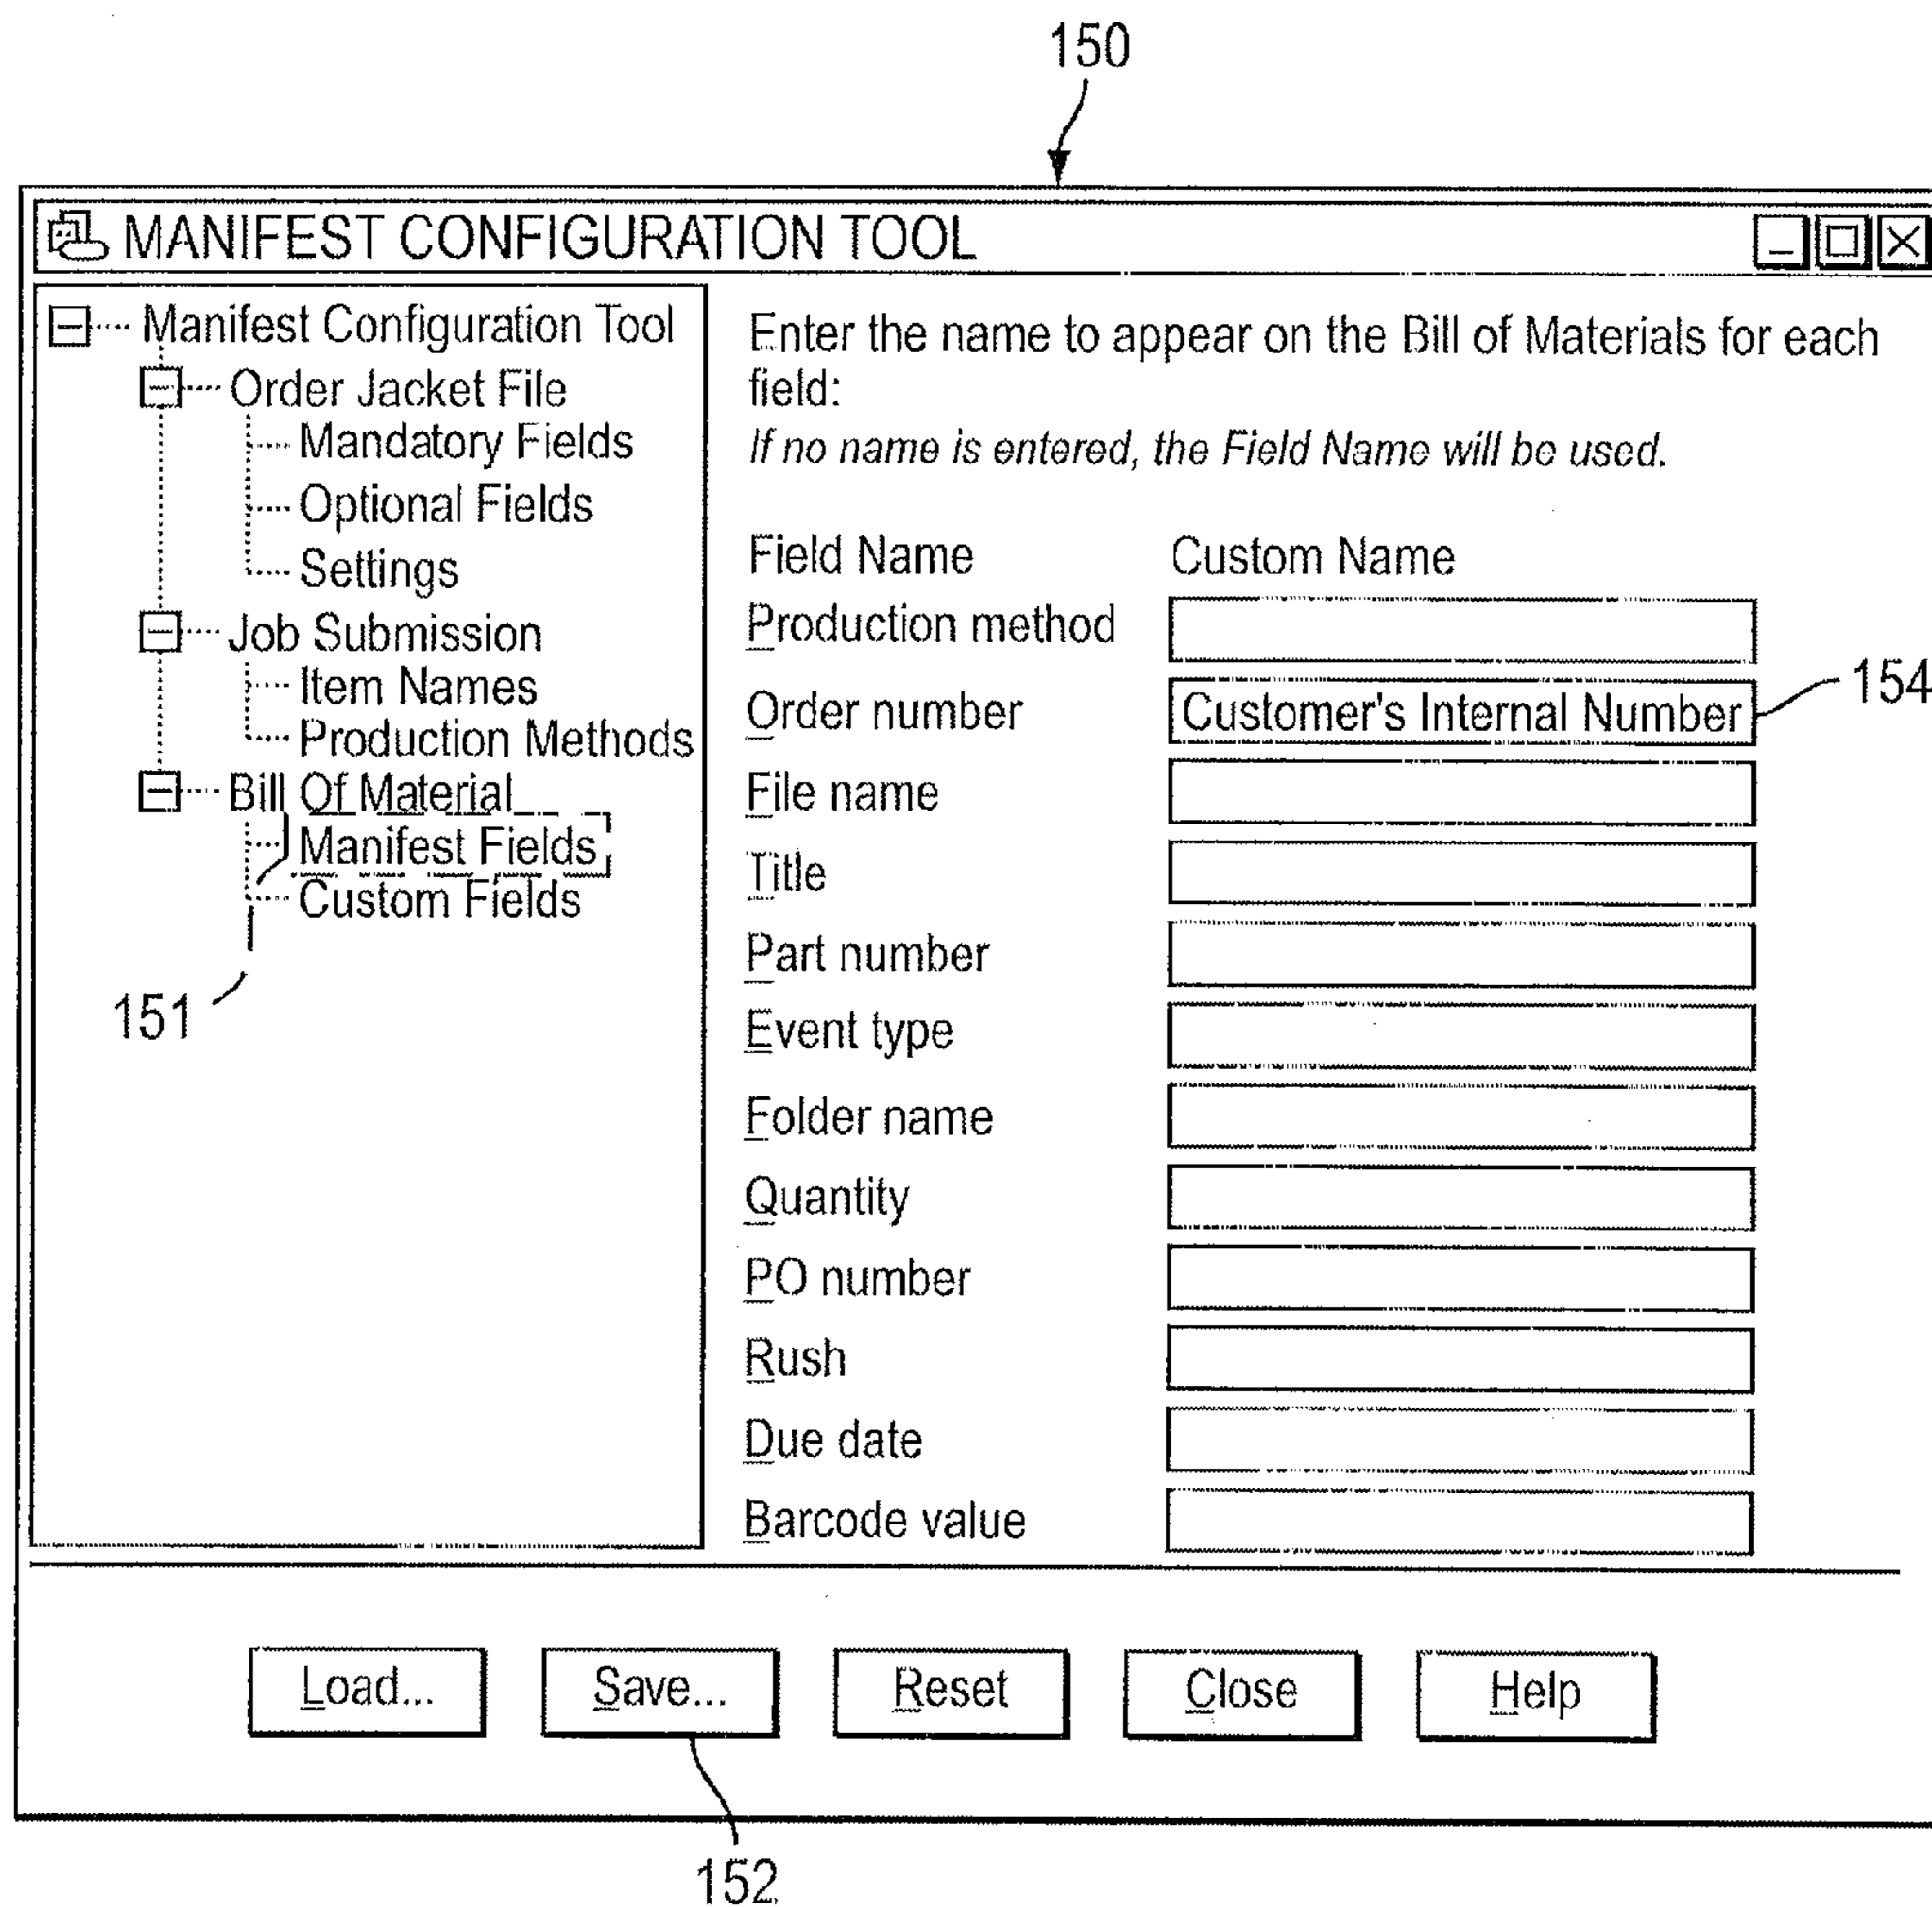 150
MANIFEST CONFIGURATION TOOL
Manifest Configuration Tool
Order Jacket File
Mandatory Fields
Optional Fields
Settings
Job Submission
Item Names
Production Methods
Bill Of Material
Manifest Fields
Custom Fields
151
Enter the name to appear on the Bill of Materials for each
field:
If no name is entered, the Field Name will be used.
Field Name Custom Name
Production method
Order number Customer's Internal Number 154
File name
Title
Part number
Event type
Folder name
Quantity
PO number
Rush
Due date
Barcode value
Load... Save... Reset Close Help
152